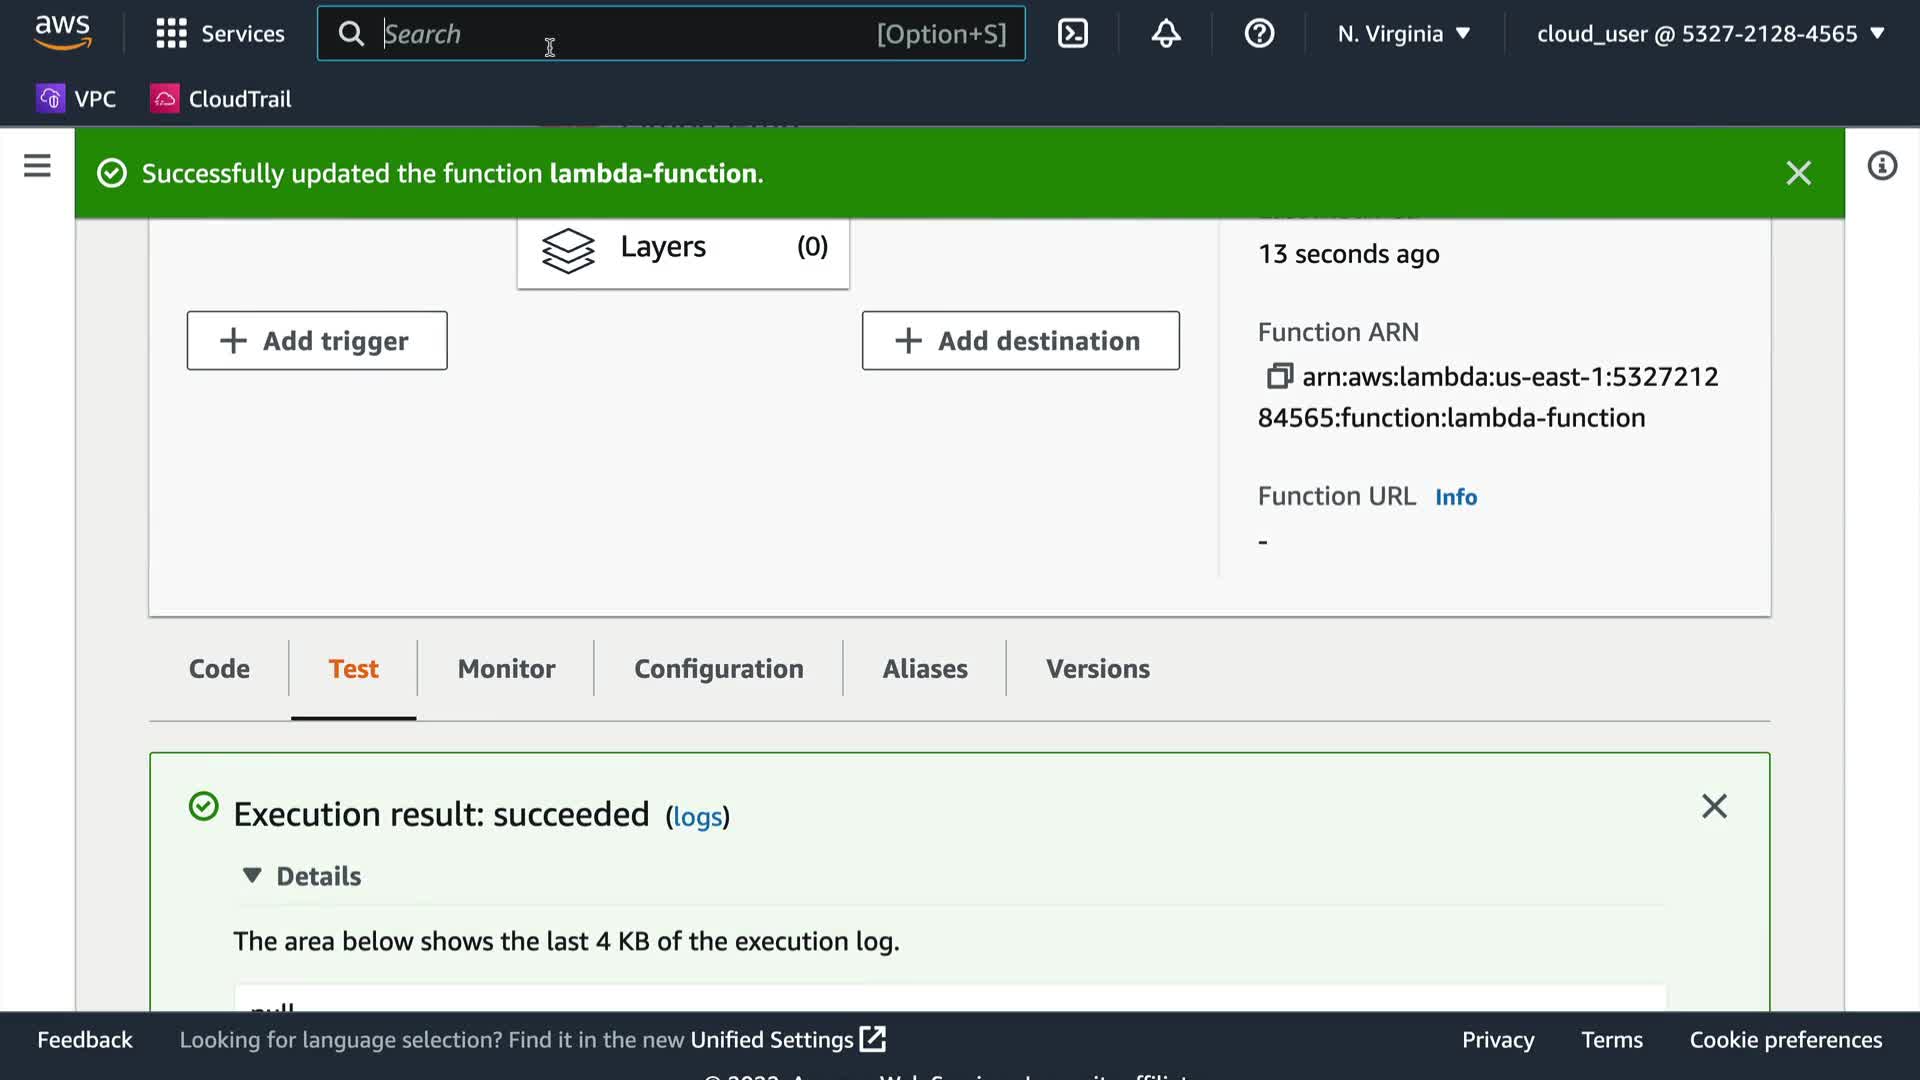 aws Services Search [Option+S] N. Virginia cloud_user @ 5327-2128-4565
VPC CloudTrail
Successfully updated the function lambda-function.
Layers (0)
13 seconds ago
Add trigger
Add destination
Function ARN
arn:aws:lambda:us-east-1:5327212
84565:function:lambda-function
Function URL Info
-
Code Test Monitor Configuration Aliases Versions
Execution result: succeeded (logs)
Details
The area below shows the last 4 KB of the execution log.
null
Feedback Looking for language selection? Find it in the new Unified Settings Privacy Terms Cookie preferences